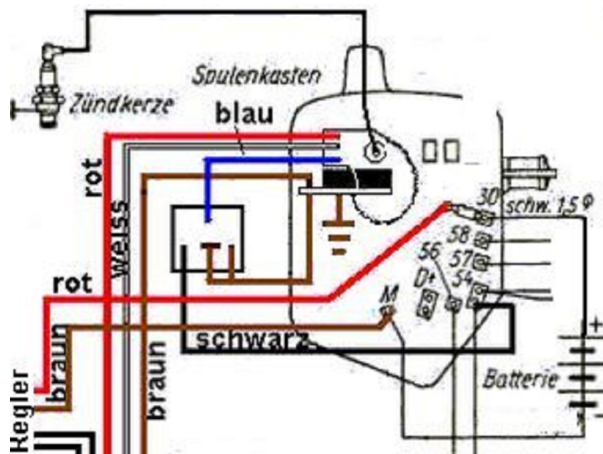 Zündkerze
Spulenkasten
blau
rot
weiss
30
schw. 1,5 φ
58
57
56
54
D+
M
rot
braun
schwarz
braun
Regler
Batterie
+
-